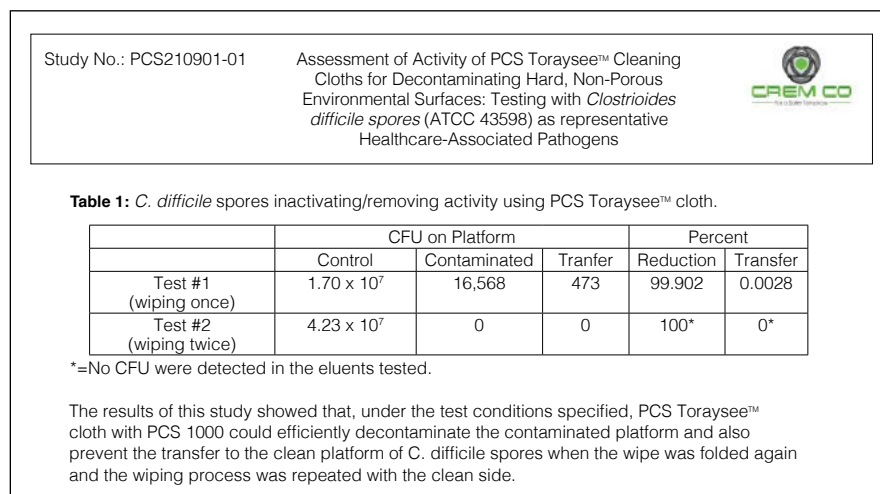 Study No.: PCS210901-01
Assessment of Activity of PCS Toraysee™ Cleaning
Cloths for Decontaminating Hard, Non-Porous
Environmental Surfaces: Testing with Clostrioides
difficile spores (ATCC 43598) as representative
Healthcare-Associated Pathogens
CREM CO
Table 1: C. difficile spores inactivating/removing activity using PCS Toraysee™ cloth.
CFU on Platform Percent
Control Contaminated Tranfer Reduction Transfer
Test #1 1.70 x 10⁷ 16,568 473 99.902 0.0028
(wiping once)
Test #2 4.23 x 10⁷ 0 0 100* 0*
(wiping twice)
*=No CFU were detected in the eluents tested.
The results of this study showed that, under the test conditions specified, PCS Toraysee™
cloth with PCS 1000 could efficiently decontaminate the contaminated platform and also
prevent the transfer to the clean platform of C. difficile spores when the wipe was folded again
and the wiping process was repeated with the clean side.